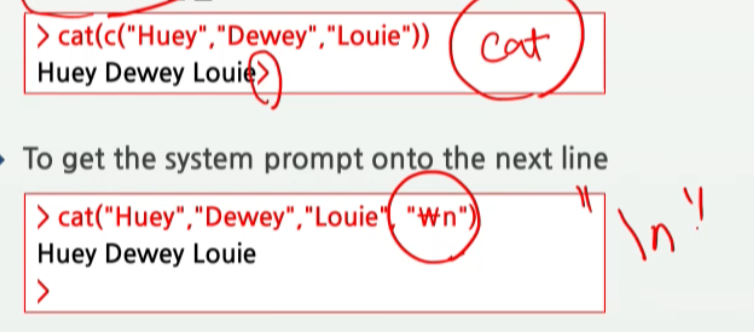 > cat(c("Huey","Dewey","Louie")) cat
Huey Dewey Louie>
To get the system prompt onto the next line
> cat("Huey","Dewey","Louie", "₩n") "\n"
Huey Dewey Louie
>